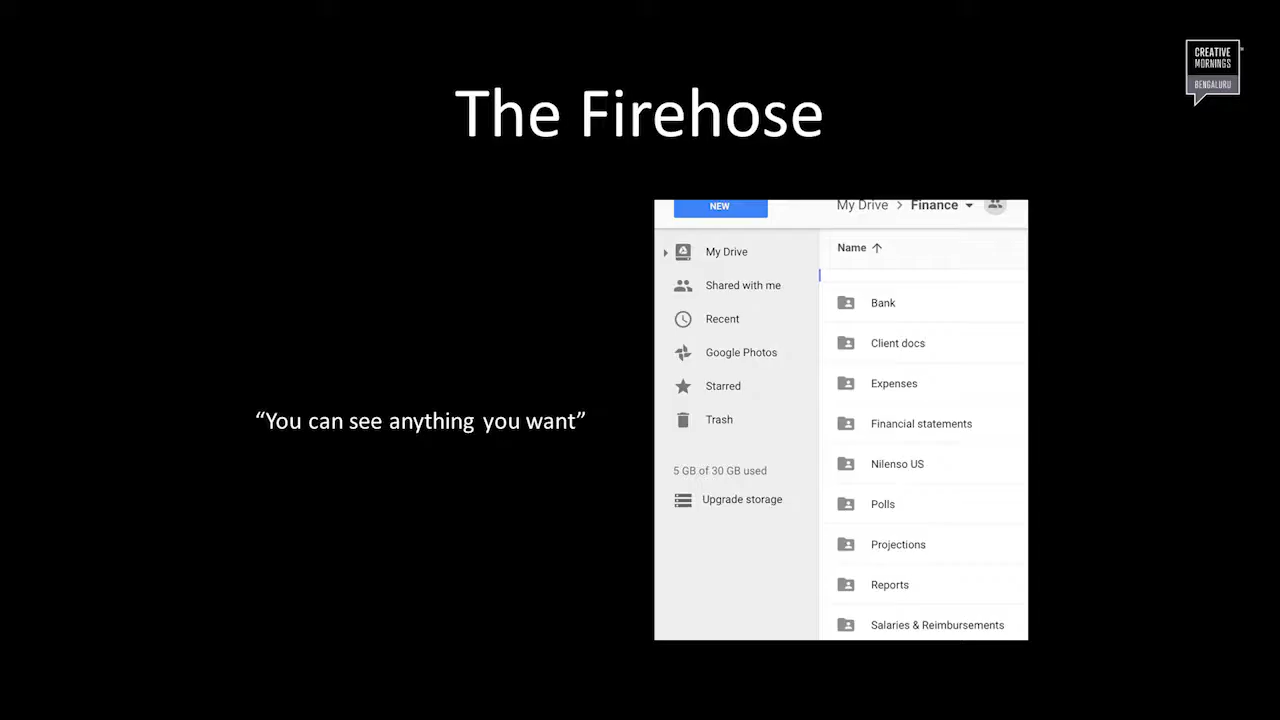 CREATIVE
MORNINGS
BENGALURU
The Firehose
“You can see anything you want”
NEW
My Drive
Shared with me
Recent
Google Photos
Starred
Trash
5 GB of 30 GB used
Upgrade storage
My Drive > Finance
Name ↑
Bank
Client docs
Expenses
Financial statements
Nilenso US
Polls
Projections
Reports
Salaries & Reimbursements